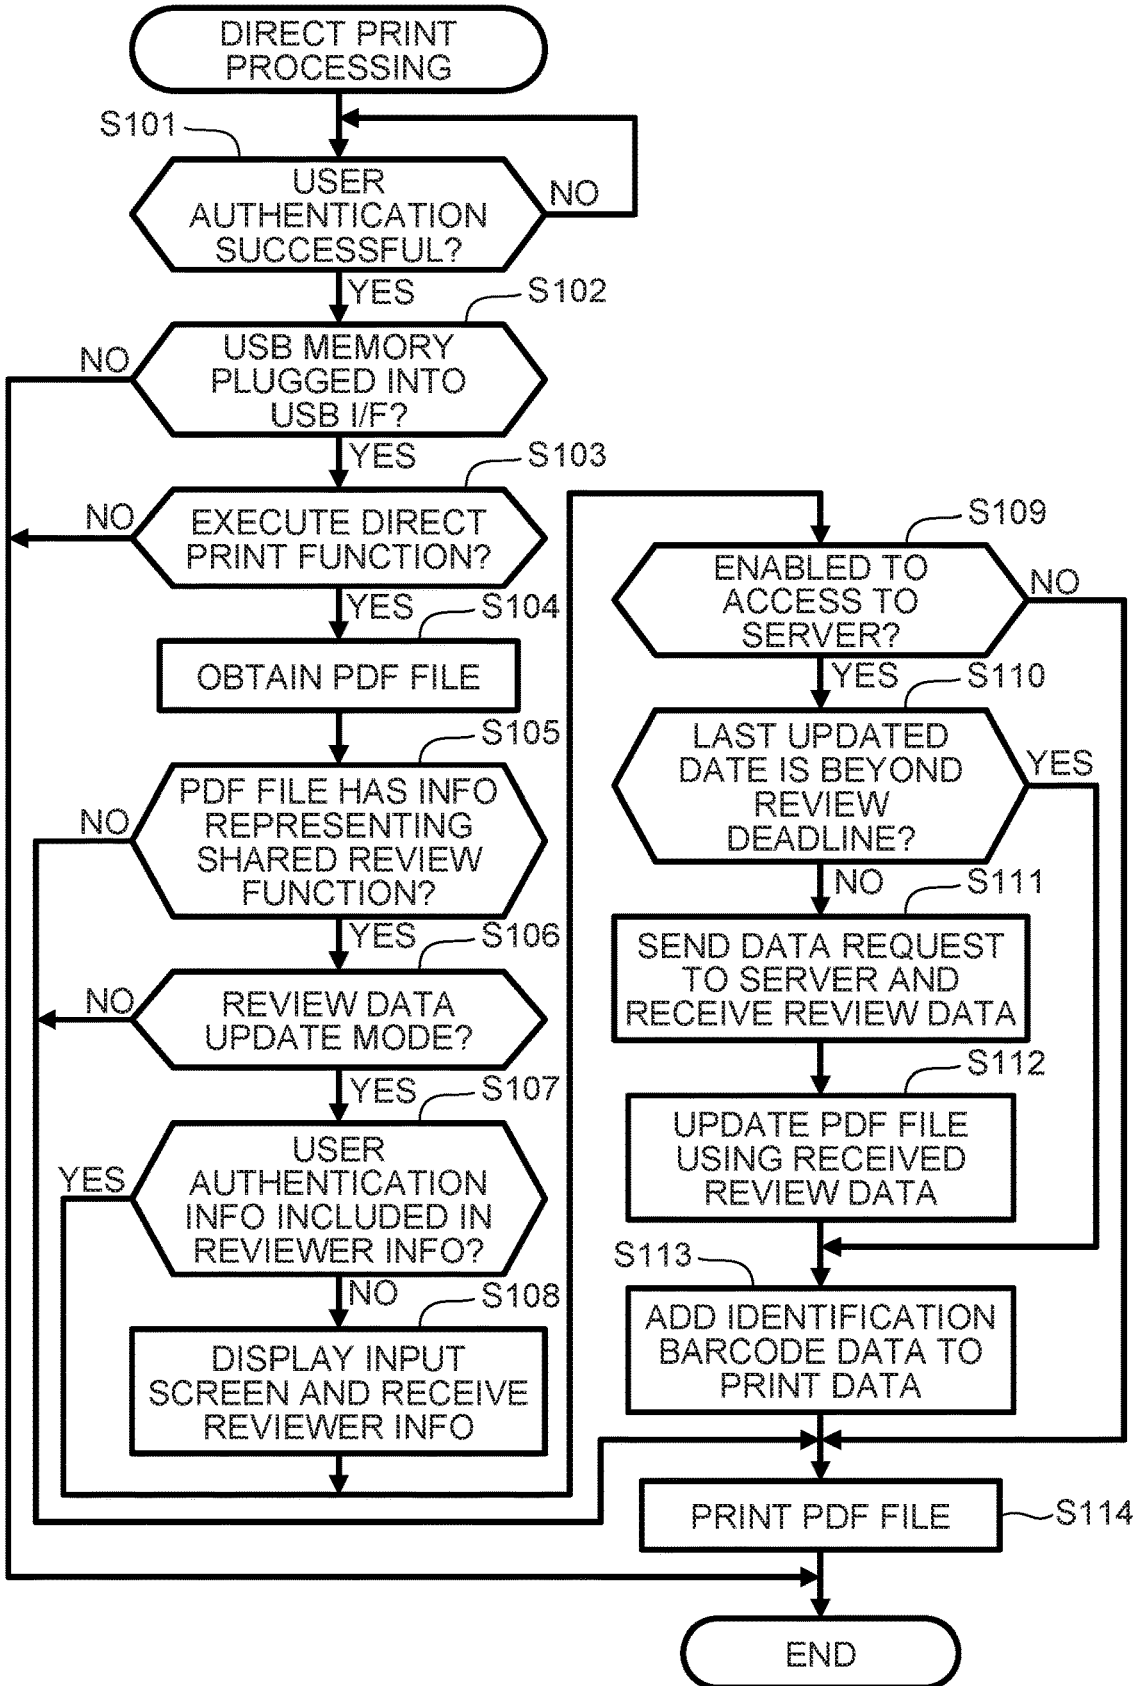 DIRECT PRINT
PROCESSING
S101
USER
AUTHENTICATION
SUCCESSFUL?
NO
YES
S102
USB MEMORY
PLUGGED INTO
USB I/F?
NO
YES
S103
EXECUTE DIRECT
PRINT FUNCTION?
NO
YES
S104
OBTAIN PDF FILE
S105
PDF FILE HAS INFO
REPRESENTING
SHARED REVIEW
FUNCTION?
NO
YES
S106
REVIEW DATA
UPDATE MODE?
NO
YES
S107
USER
AUTHENTICATION
INFO INCLUDED IN
REVIEWER INFO?
YES
NO
S108
DISPLAY INPUT
SCREEN AND RECEIVE
REVIEWER INFO
S109
ENABLED TO
ACCESS TO
SERVER?
NO
YES
S110
LAST UPDATED
DATE IS BEYOND
REVIEW
DEADLINE?
YES
NO
S111
SEND DATA REQUEST
TO SERVER AND
RECEIVE REVIEW DATA
S112
UPDATE PDF FILE
USING RECEIVED
REVIEW DATA
S113
ADD IDENTIFICATION
BARCODE DATA TO
PRINT DATA
PRINT PDF FILE
S114
END